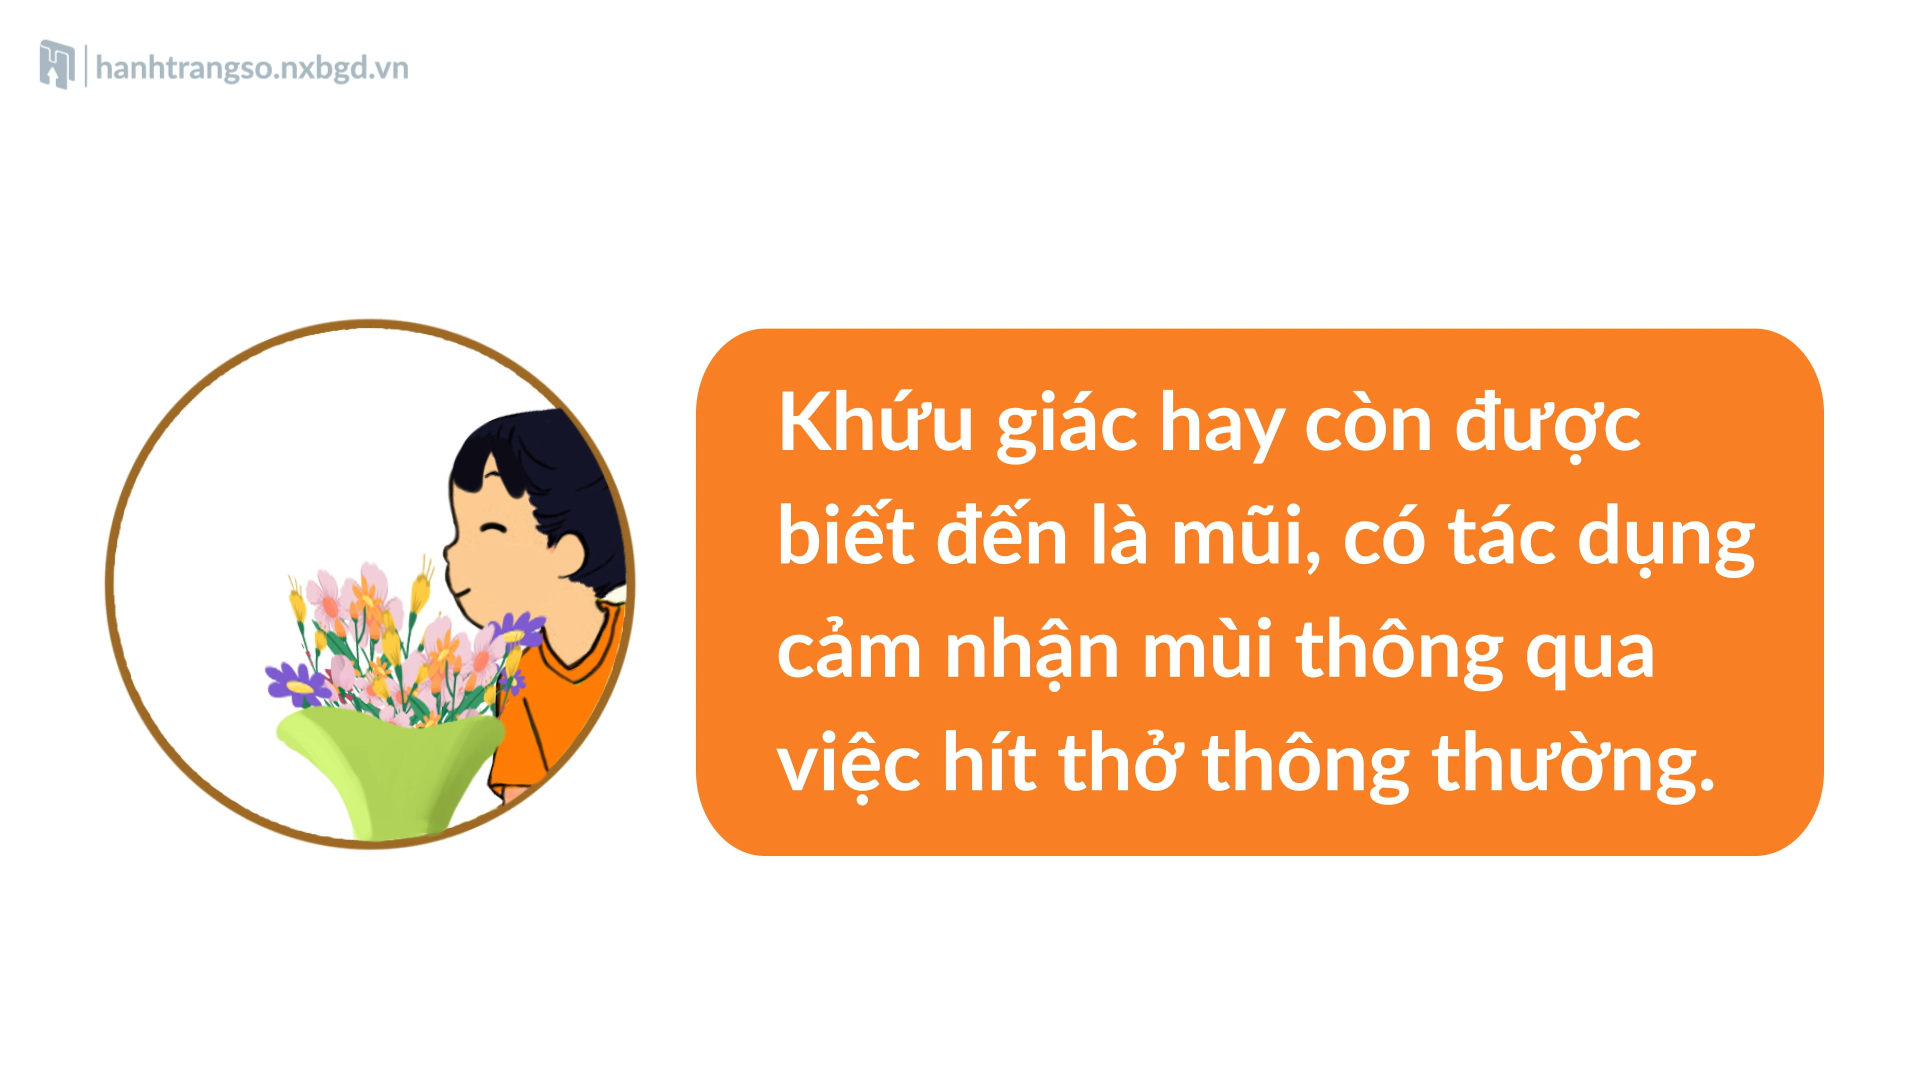 hanhtrangso.nxbgd.vn
Khứu giác hay còn được
biết đến là mũi, có tác dụng
cảm nhận mùi thông qua
việc hít thở thông thường.